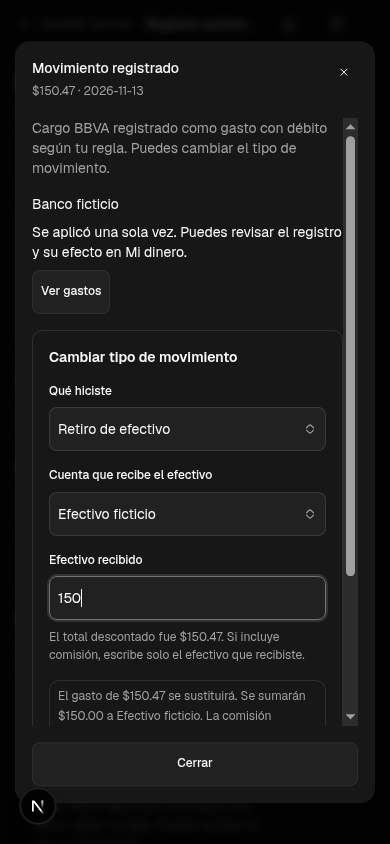 Movimiento registrado
×
$150.47 · 2026-11-13
Cargo BBVA registrado como gasto con débito
según tu regla. Puedes cambiar el tipo de
movimiento.
Banco ficticio
Se aplicó una sola vez. Puedes revisar el registro
y su efecto en Mi dinero.
Ver gastos
Cambiar tipo de movimiento
Qué hiciste
Retiro de efectivo
Cuenta que recibe el efectivo
Efectivo ficticio
Efectivo recibido
150
El total descontado fue $150.47. Si incluye
comisión, escribe solo el efectivo que recibiste.
El gasto de $150.47 se sustituirá. Se sumarán
$150.00 a Efectivo ficticio. La comisión
Cerrar
N